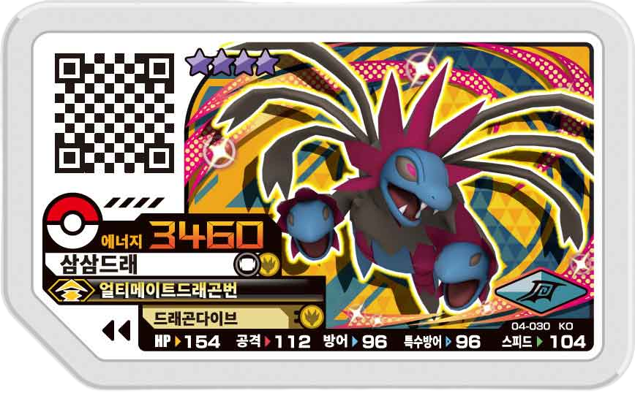 에너지 3460
삼삼드래
얼티메이트드래곤번
드래곤다이브
04-030 KO
HP 154 공격 112 방어 96 특수방어 96 스피드 104